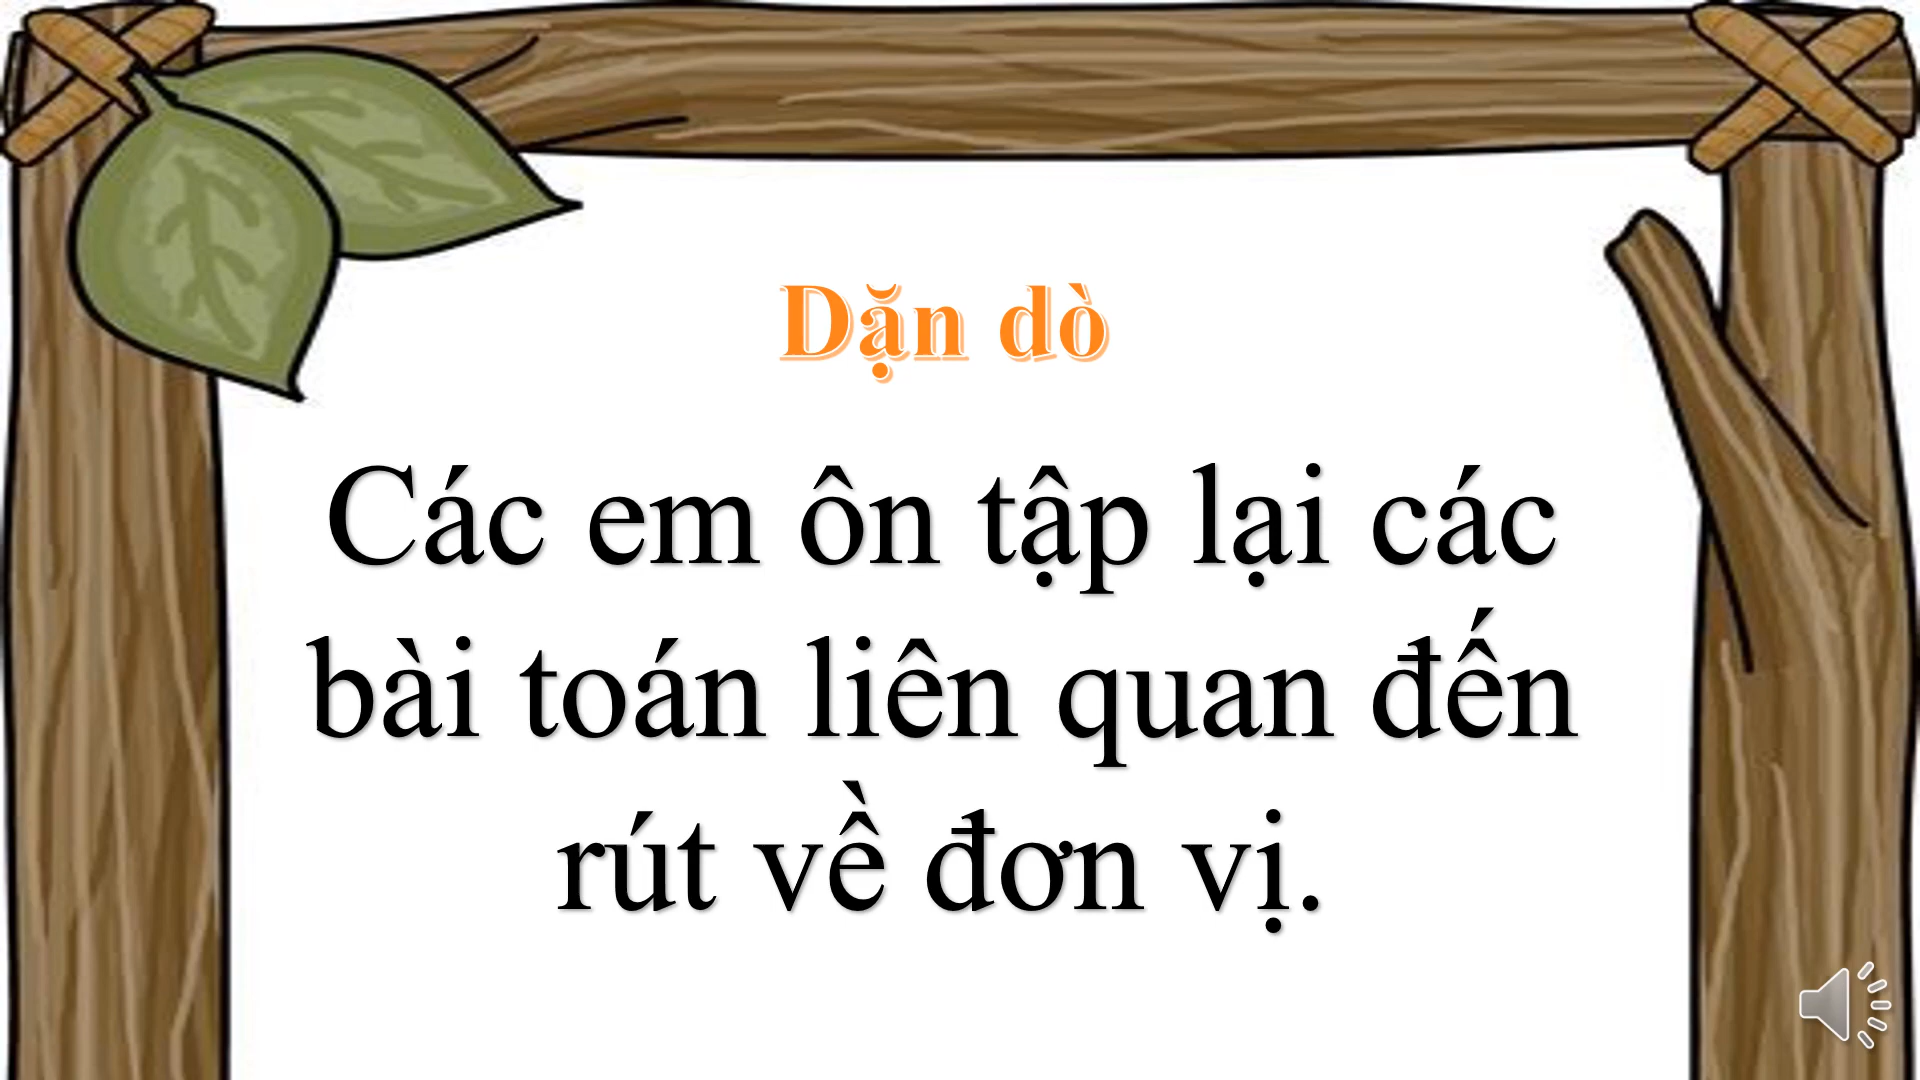 Dặn dò
Các em ôn tập lại các
bài toán liên quan đến
rút về đơn vị.